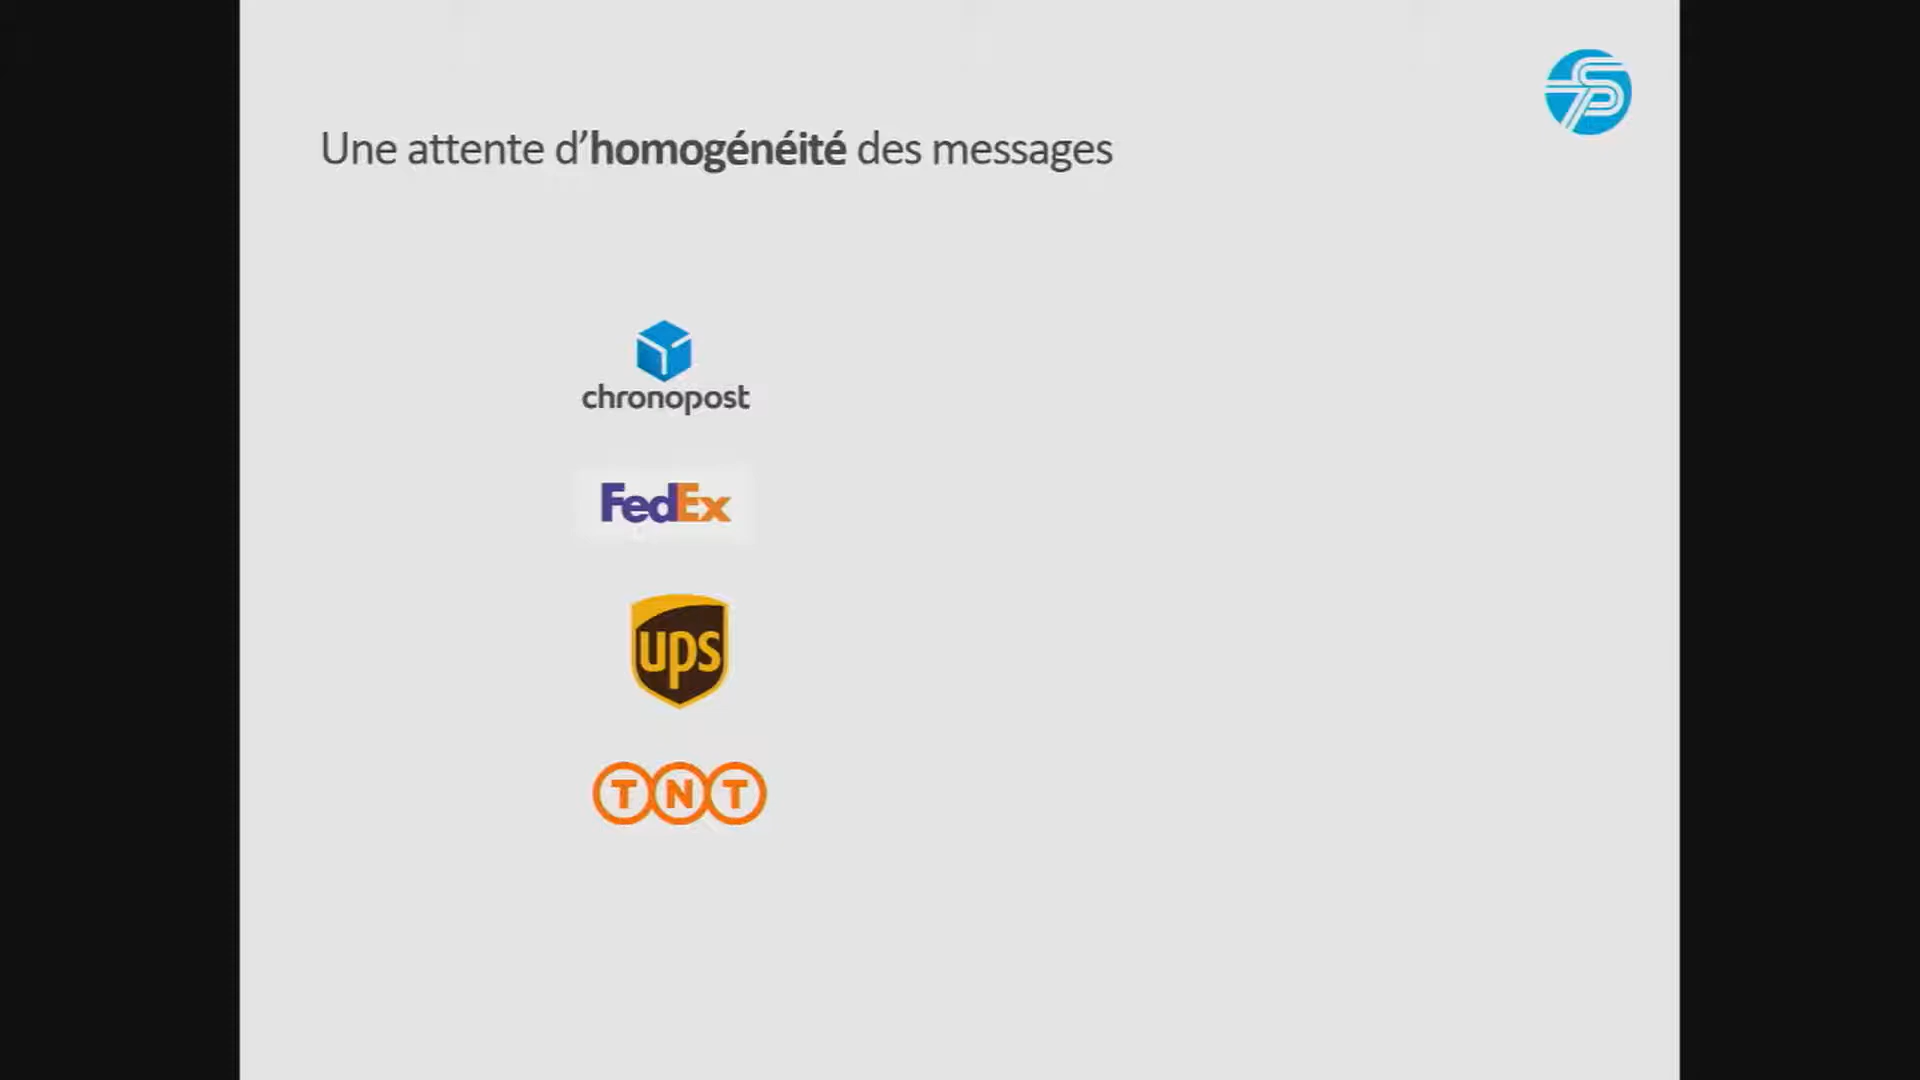 Une attente d’homogénéité des messages
chronopost
FedEx
ups
TNT